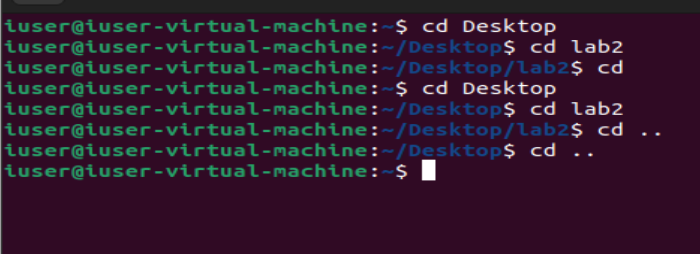 iuser@iuser-virtual-machine:~$ cd Desktop
iuser@iuser-virtual-machine:~/Desktop$ cd lab2
iuser@iuser-virtual-machine:~/Desktop/lab2$ cd
iuser@iuser-virtual-machine:~$ cd Desktop
iuser@iuser-virtual-machine:~/Desktop$ cd lab2
iuser@iuser-virtual-machine:~/Desktop/lab2$ cd ..
iuser@iuser-virtual-machine:~/Desktop$ cd ..
iuser@iuser-virtual-machine:~$